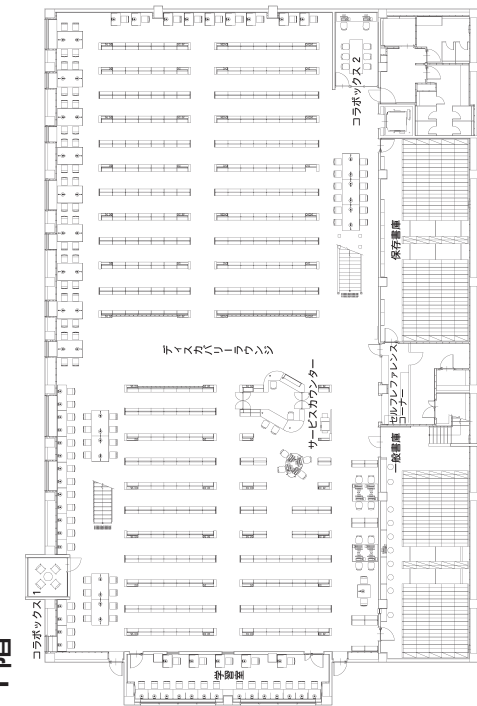 コラボックス 2
保存書庫
ディスカバリーラウンジ
サービスカウンター
セルフレファレンス
コーナー
一般書庫
コラボックス 1
学習室